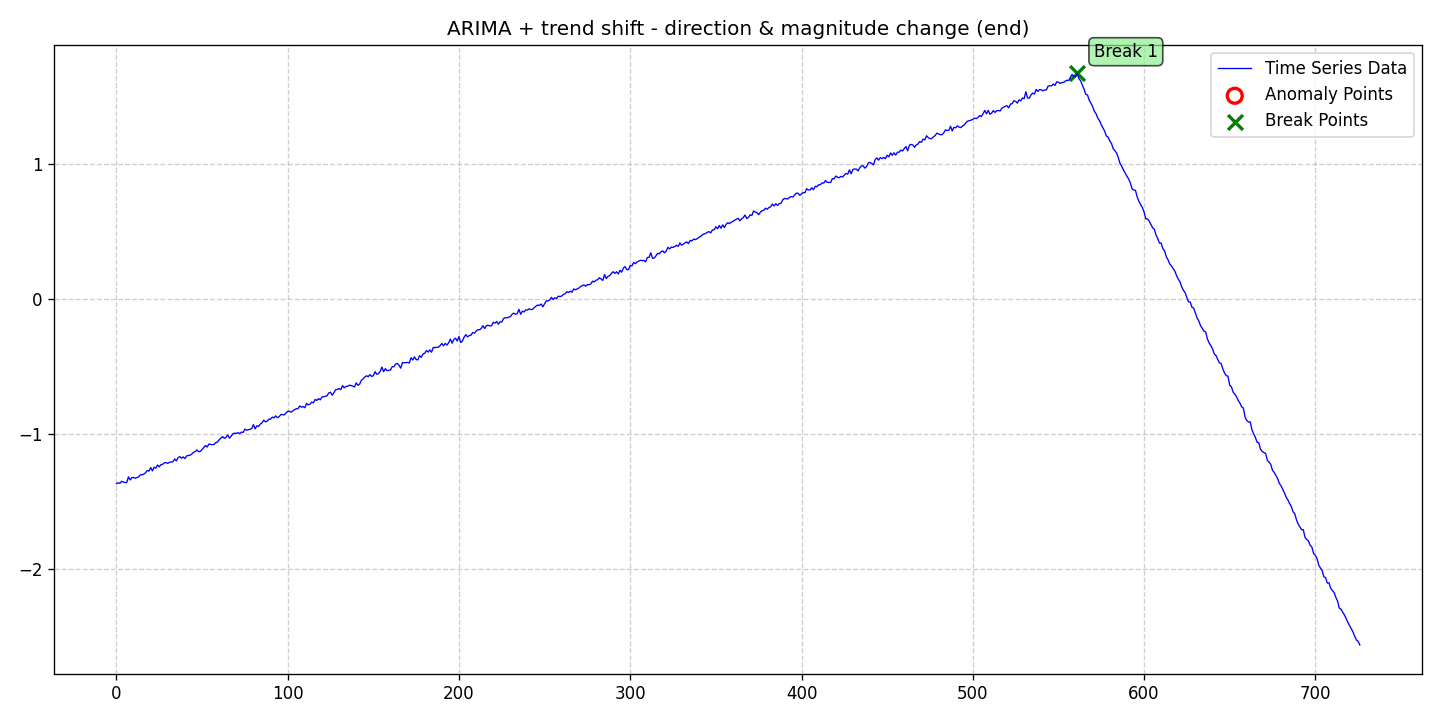 ARIMA + trend shift - direction & magnitude change (end)
Break 1
Time Series Data
Anomaly Points
Break Points
1
0
−1
−2
0 100 200 300 400 500 600 700